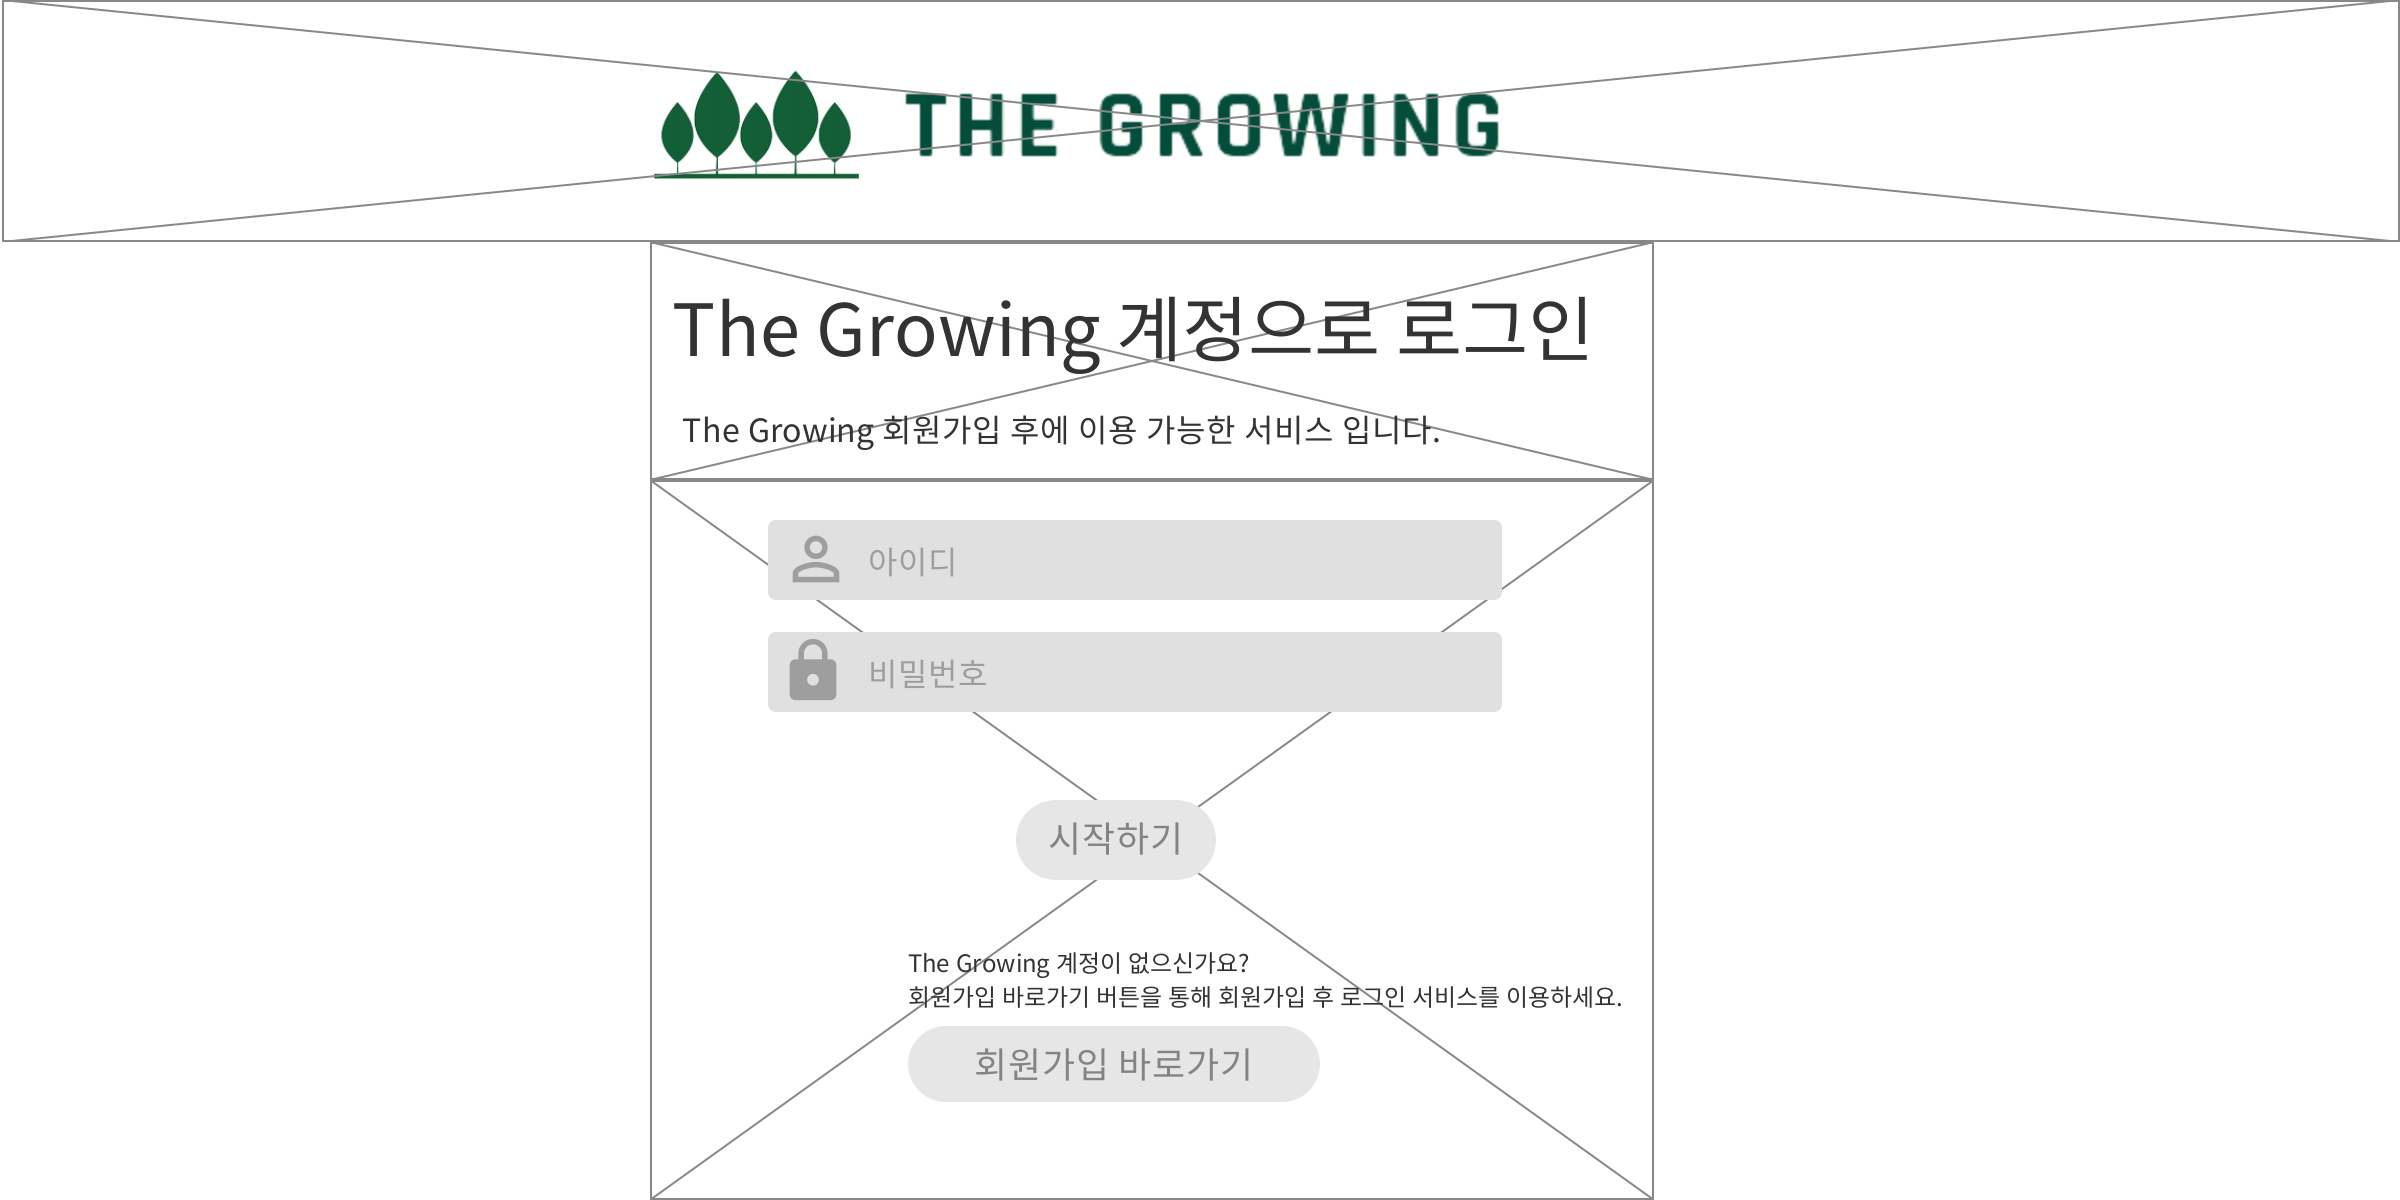 THE GROWING
The Growing 계정으로 로그인
The Growing 회원가입 후에 이용 가능한 서비스 입니다.
아이디
비밀번호
시작하기
The Growing 계정이 없으신가요?
회원가입 바로가기 버튼을 통해 회원가입 후 로그인 서비스를 이용하세요.
회원가입 바로가기